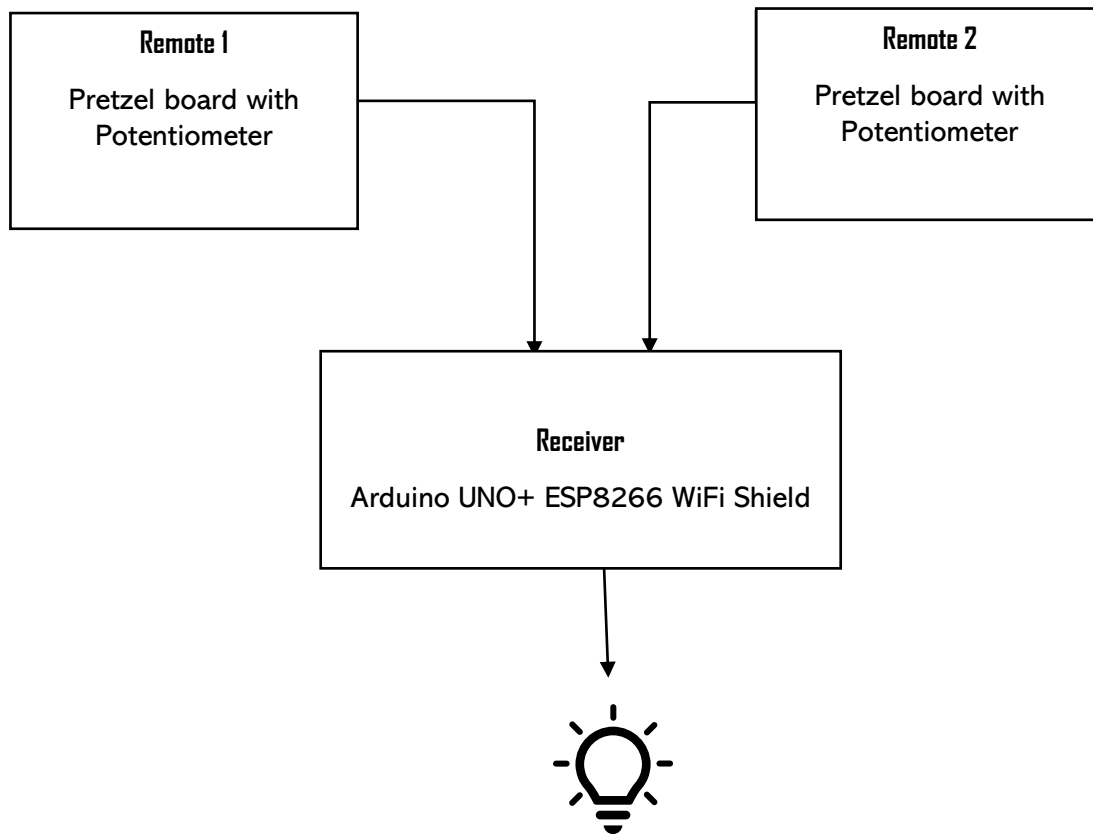 Remote 1
Pretzel board with
Potentiometer
Remote 2
Pretzel board with
Potentiometer
Receiver
Arduino UNO+ ESP8266 WiFi Shield